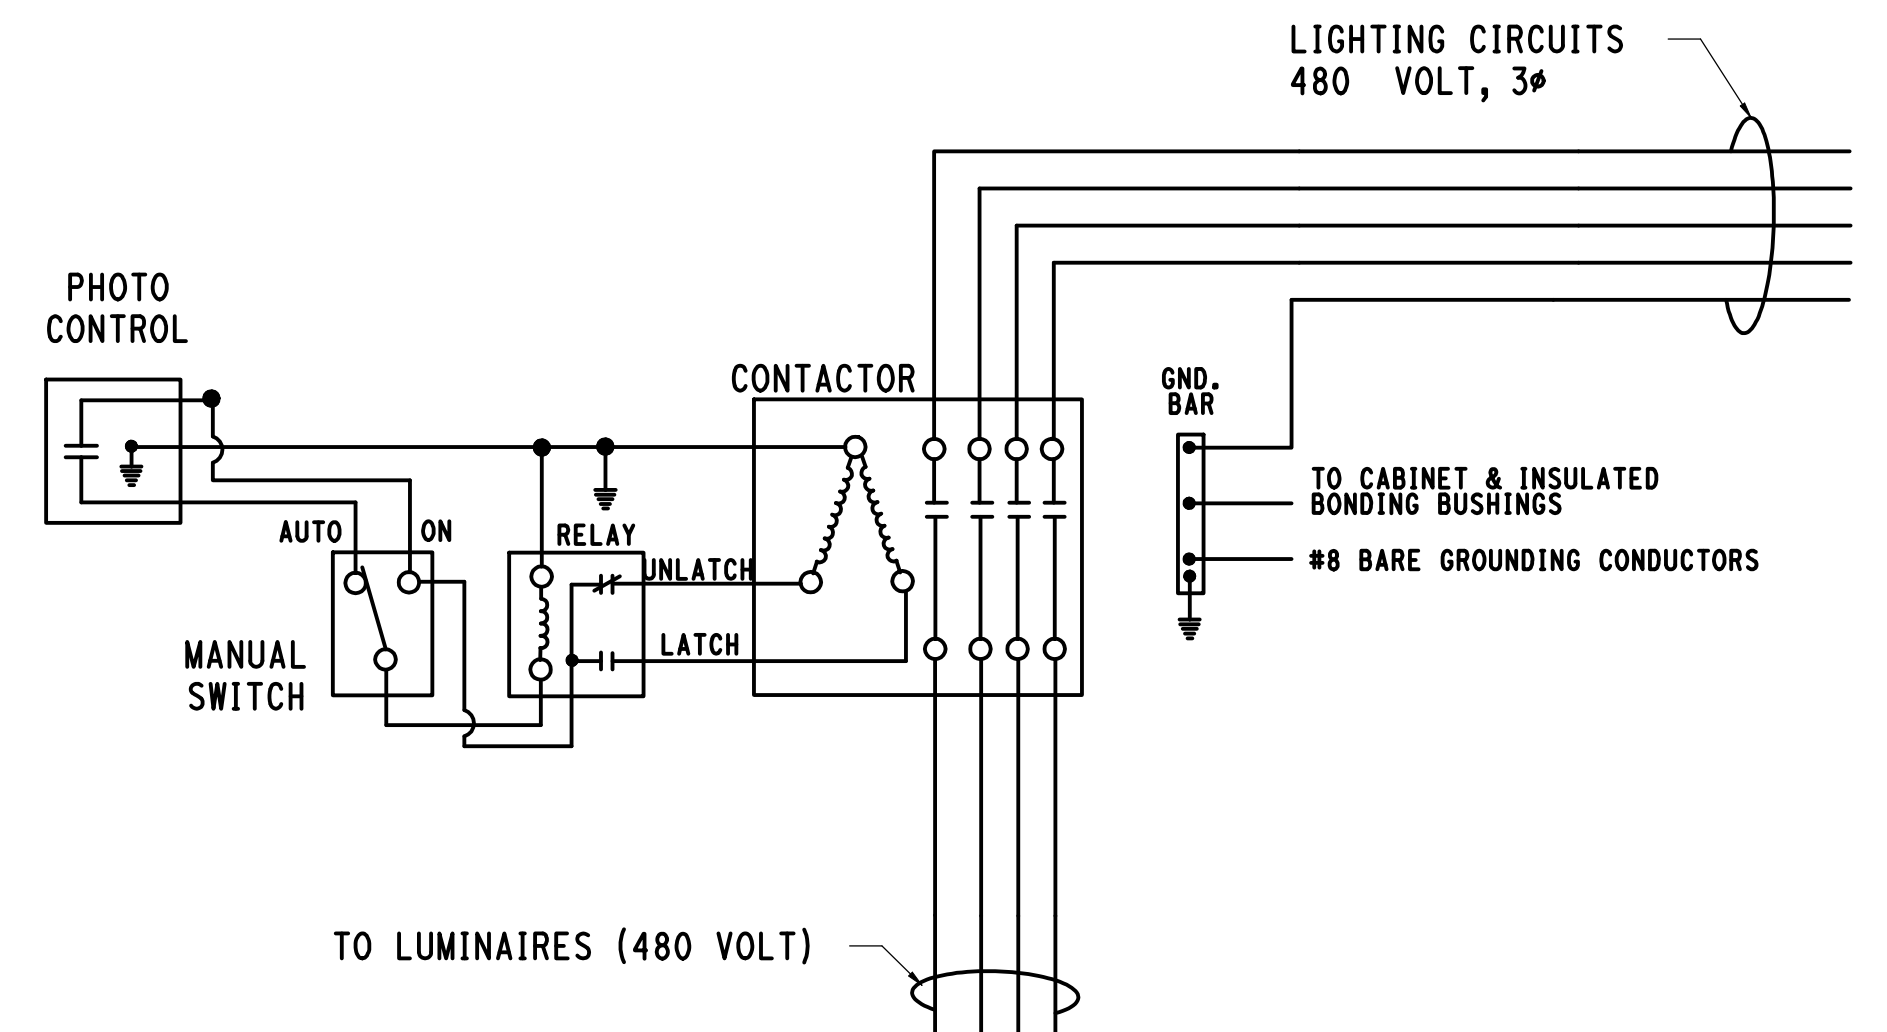 LIGHTING CIRCUITS
480 VOLT, 3ø
PHOTO
CONTROL
CONTACTOR
GND.
BAR
TO CABINET & INSULATED
BONDING BUSHINGS
#8 BARE GROUNDING CONDUCTORS
AUTO
ON
RELAY
UNLATCH
LATCH
MANUAL
SWITCH
TO LUMINAIRES (480 VOLT)